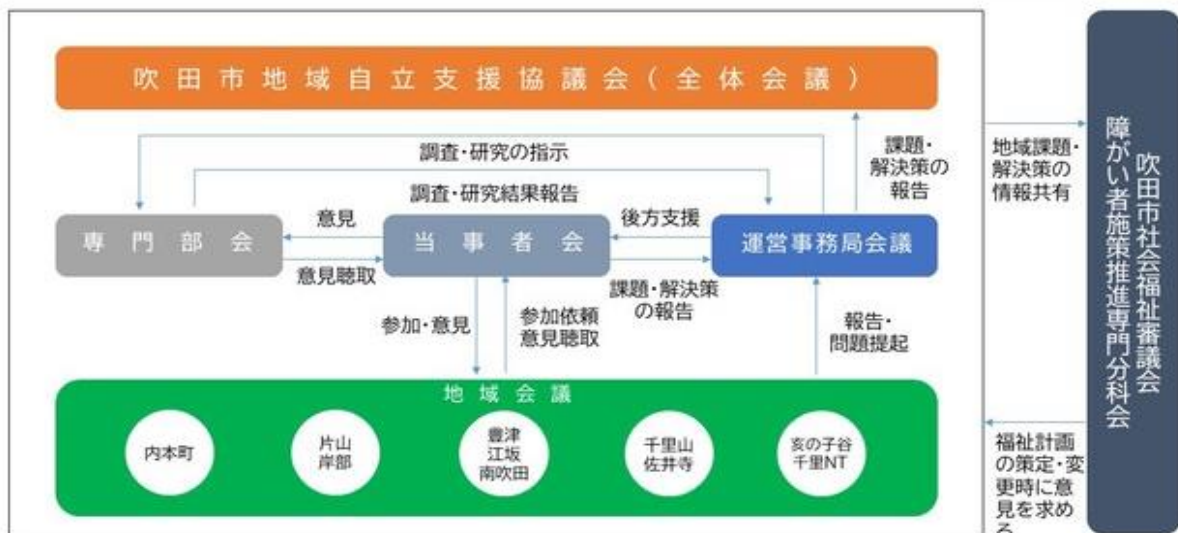 吹田市地域自立支援協議会(全体会議)
調査・研究の指示
調査・研究結果報告
課題・
解決策の
報告
専門部会
意見
意見聴取
当事者会
後方支援
課題・解決策
の報告
運営事務局会議
参加・意見
参加依頼
意見聴取
報告・
問題提起
地域会議
内本町
片山
岸部
豊津
江坂
南吹田
千里山
佐井寺
亥の子谷
千里NT
地域課題・
解決策の
情報共有
福祉計画
の策定・変
更時に意
見を求め
る
吹田市社会福祉審議会
障がい者施策推進専門分科会